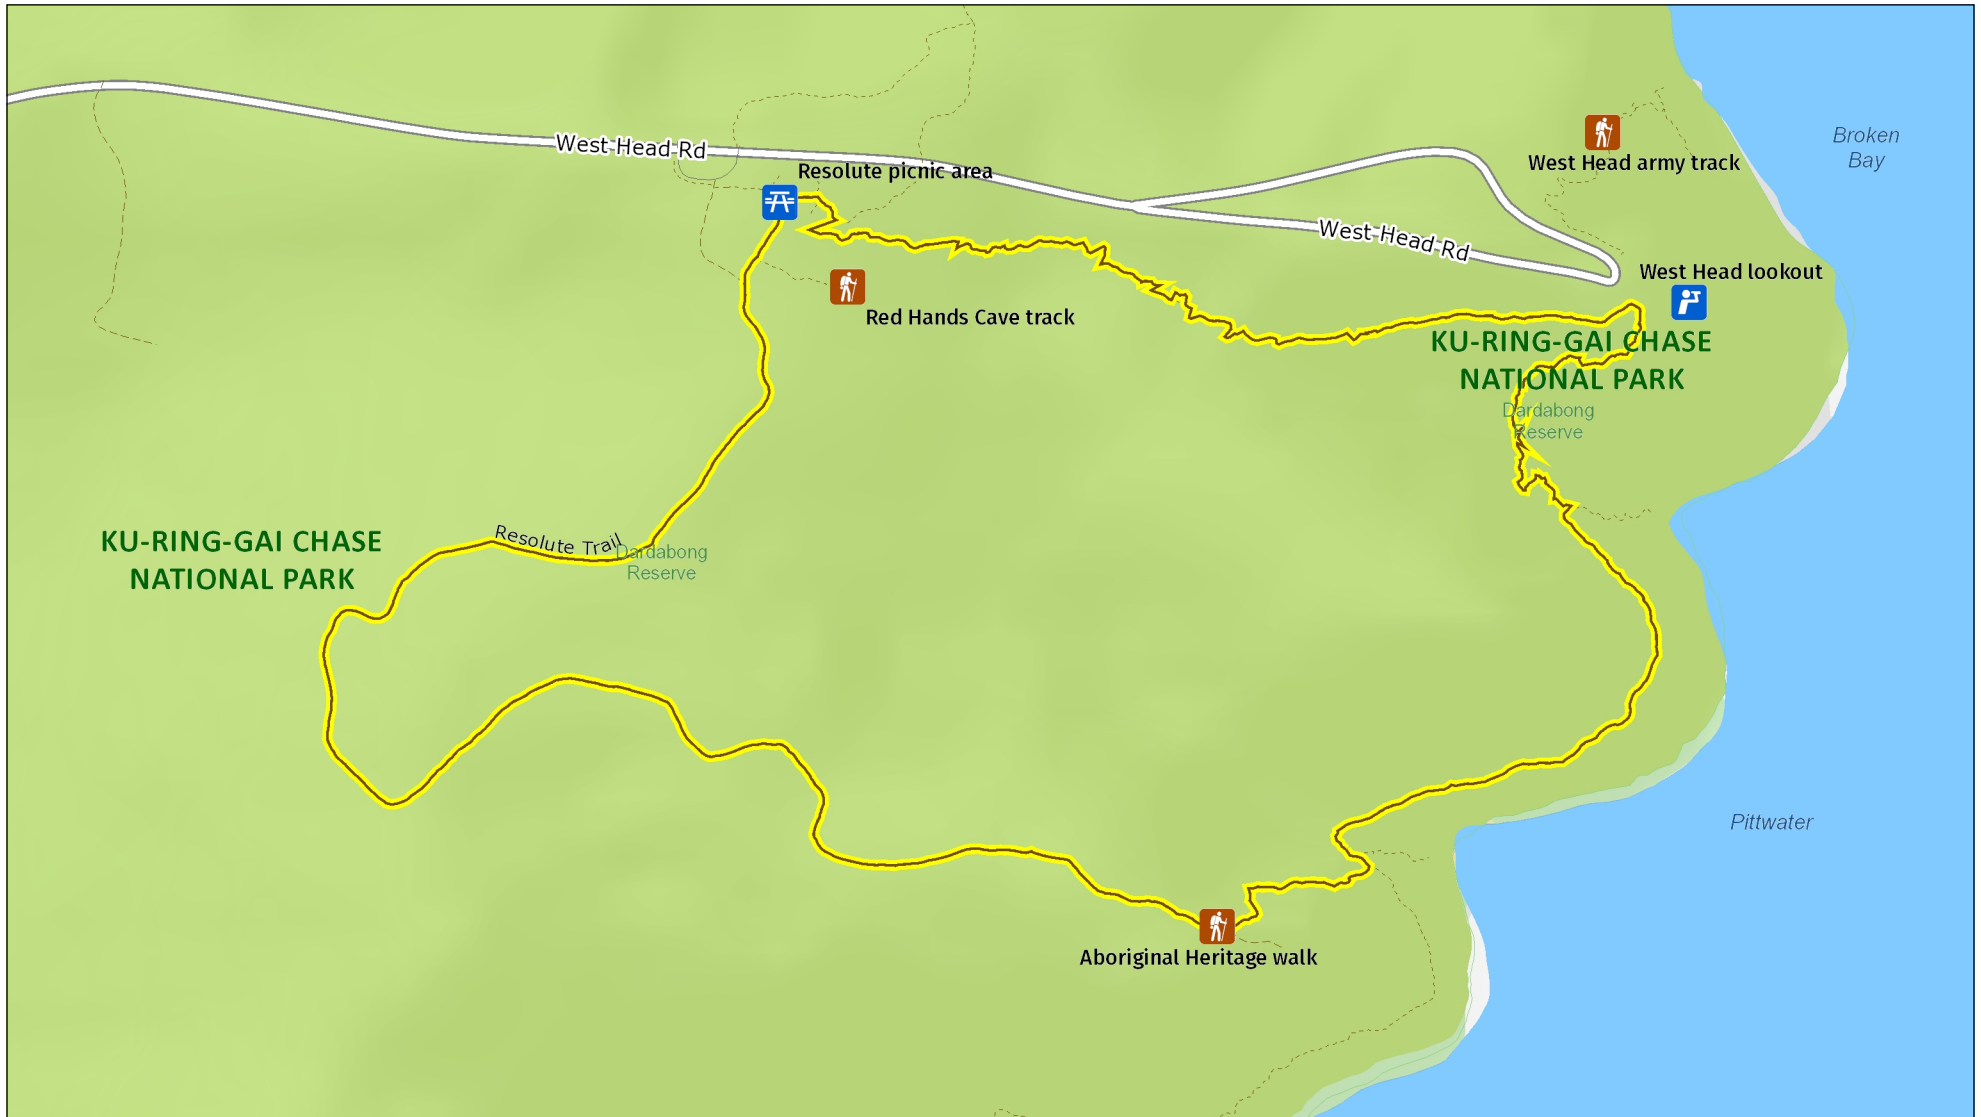 Broken
Bay
West Head Rd
West Head army track
Resolute picnic area
West Head Rd
West Head lookout
Red Hands Cave track
KU-RING-GAI CHASE
NATIONAL PARK
Dardabong
Reserve
Resolute Trail
KU-RING-GAI CHASE
NATIONAL PARK
Dardabong
Reserve
Pittwater
Aboriginal Heritage walk